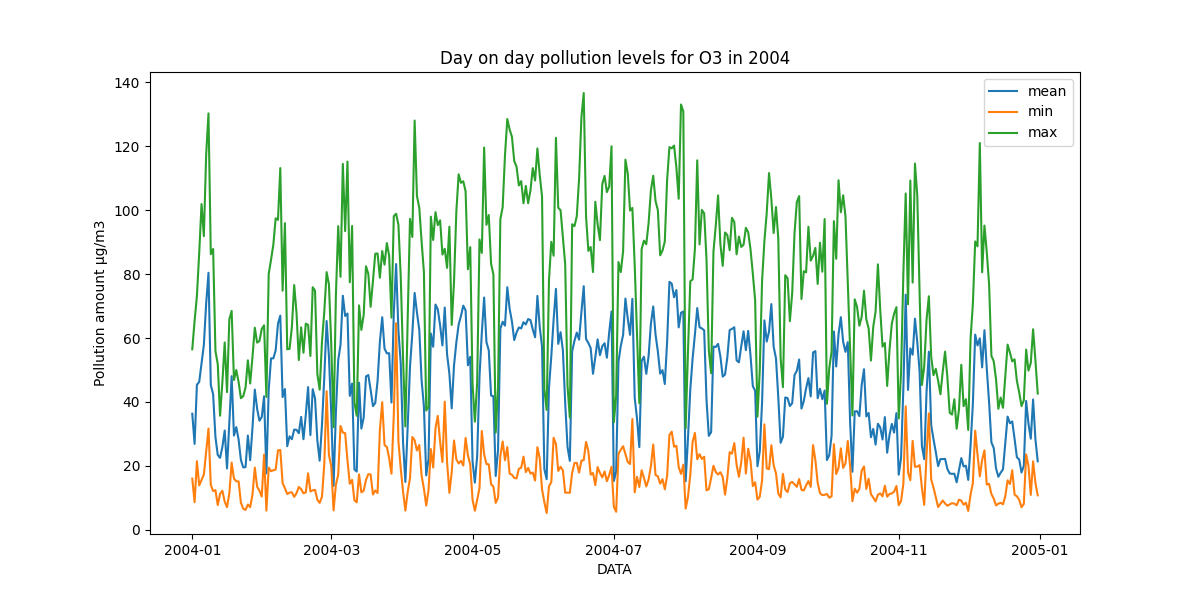 Day on day pollution levels for O3 in 2004
140
120
100
80
60
40
20
0
Pollution amount µg/m3
mean
min
max
2004-01
2004-03
2004-05
2004-07
2004-09
2004-11
2005-01
DATA